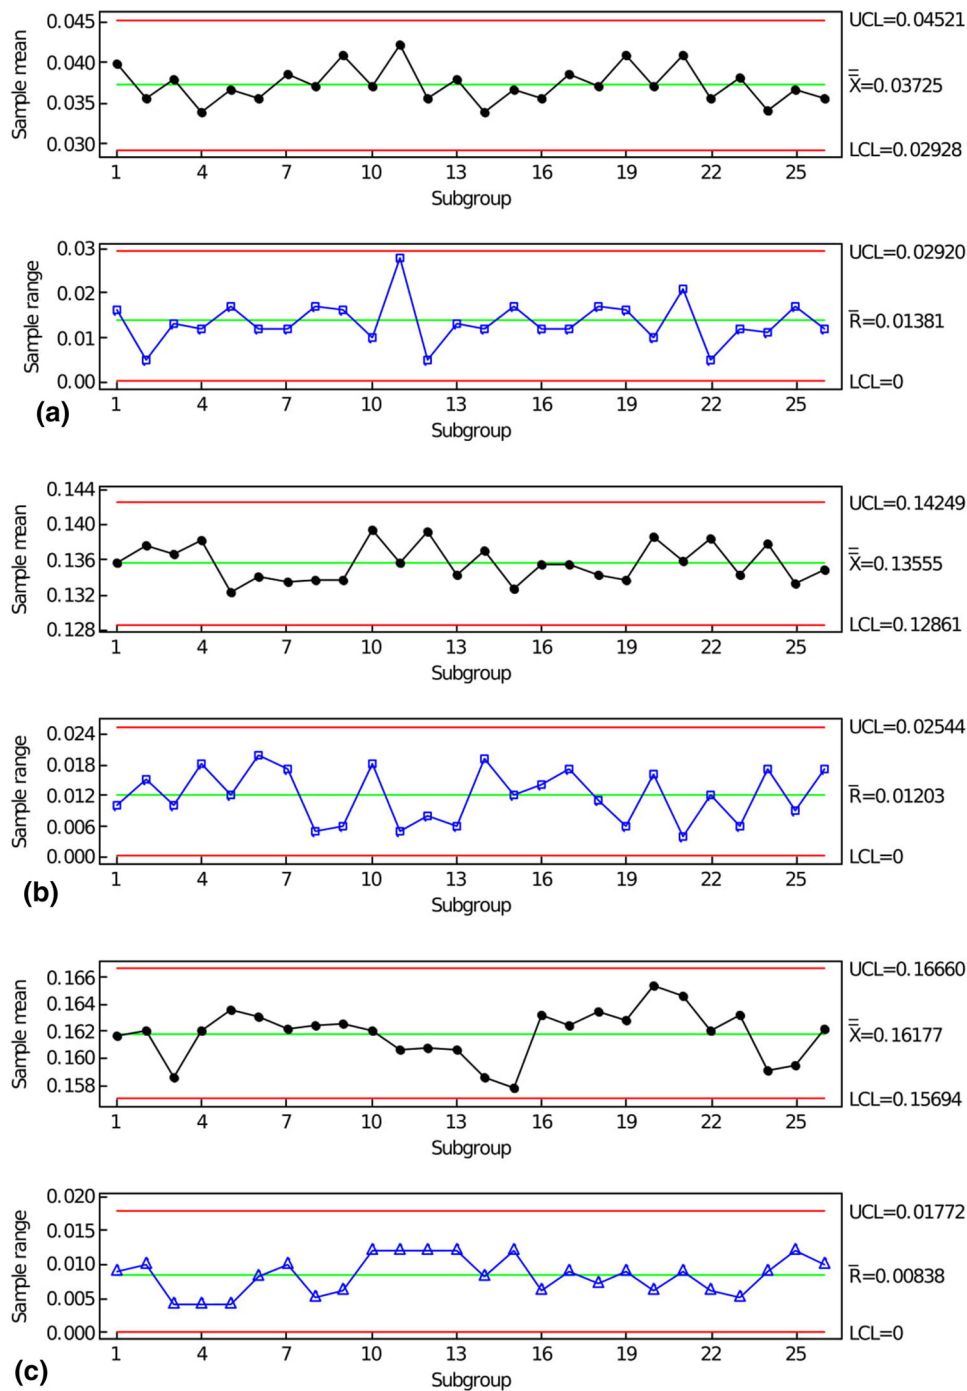 Sample mean
0.045
0.040
0.035
0.030
UCL=0.04521
X̿=0.03725
LCL=0.02928
1 4 7 10 13 16 19 22 25
Subgroup
Sample range
0.03
0.02
0.01
0.00
UCL=0.02920
R̅=0.01381
LCL=0
1 4 7 10 13 16 19 22 25
Subgroup
(a)
Sample mean
0.144
0.140
0.136
0.132
0.128
UCL=0.14249
X̿=0.13555
LCL=0.12861
1 4 7 10 13 16 19 22 25
Subgroup
Sample range
0.024
0.018
0.012
0.006
0.000
UCL=0.02544
R̅=0.01203
LCL=0
1 4 7 10 13 16 19 22 25
Subgroup
(b)
Sample mean
0.166
0.164
0.162
0.160
0.158
UCL=0.16660
X̿=0.16177
LCL=0.15694
1 4 7 10 13 16 19 22 25
Subgroup
Sample range
0.020
0.015
0.010
0.005
0.000
UCL=0.01772
R̅=0.00838
LCL=0
1 4 7 10 13 16 19 22 25
Subgroup
(c)